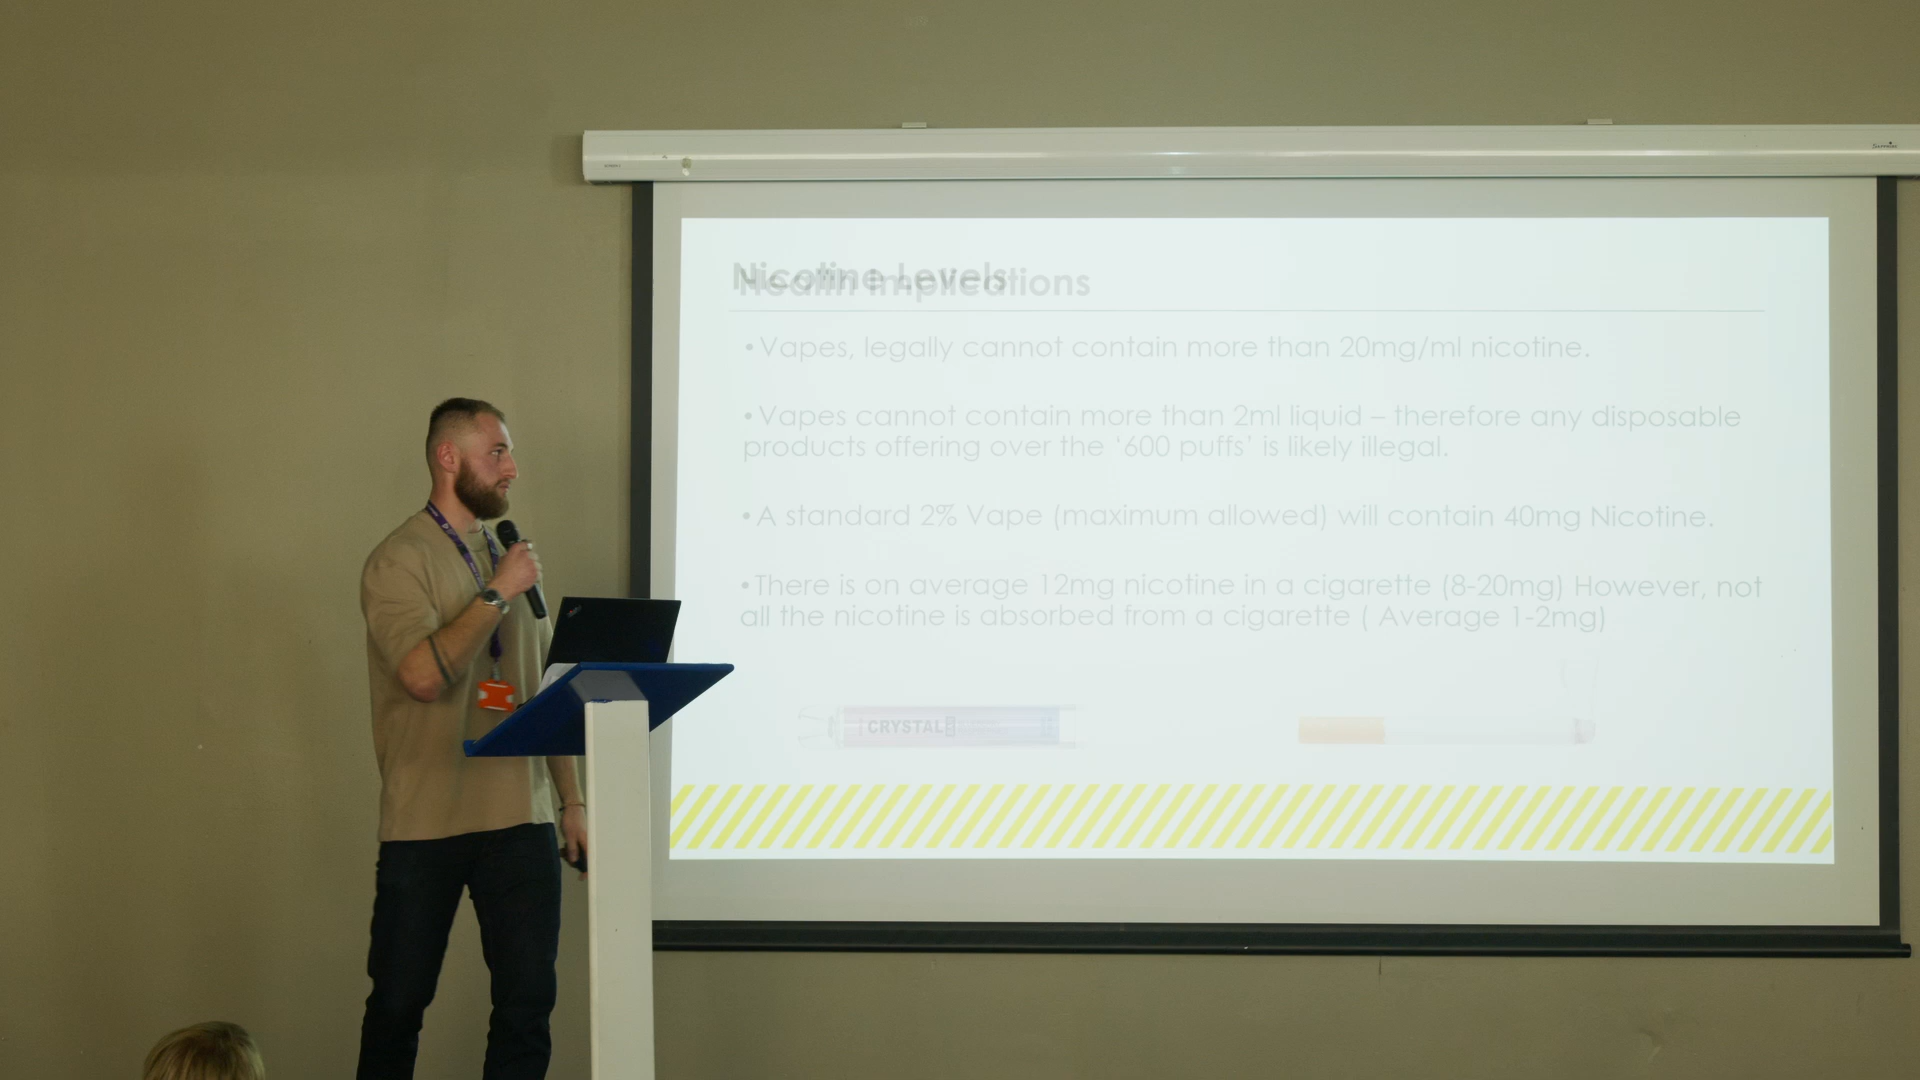 Nicotine Levels
Health Implications
•Vapes, legally cannot contain more than 20mg/ml nicotine.
•Vapes cannot contain more than 2ml liquid – therefore any disposable
products offering over the ‘600 puffs’ is likely illegal.
•A standard 2% Vape (maximum allowed) will contain 40mg Nicotine.
•There is on average 12mg nicotine in a cigarette (8-20mg) However, not
all the nicotine is absorbed from a cigarette ( Average 1-2mg)
CRYSTAL